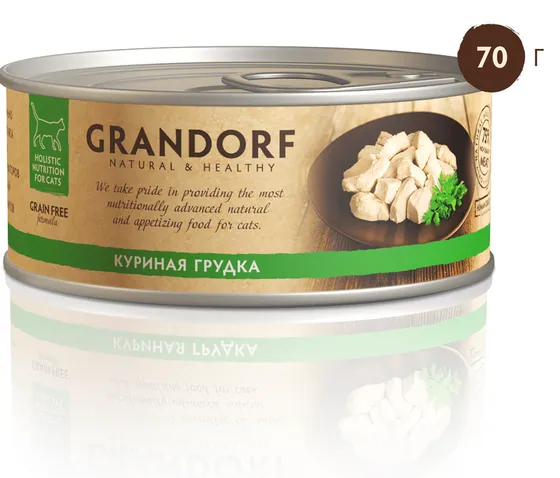 70 г
GRANDORF
NATURAL & HEALTHY
HOLISTIC
NUTRITION
FOR CATS
GRAIN FREE
formula
We take pride in providing the most
nutritionally advanced natural
and appetizing food for cats.
КУРИНАЯ ГРУДКА